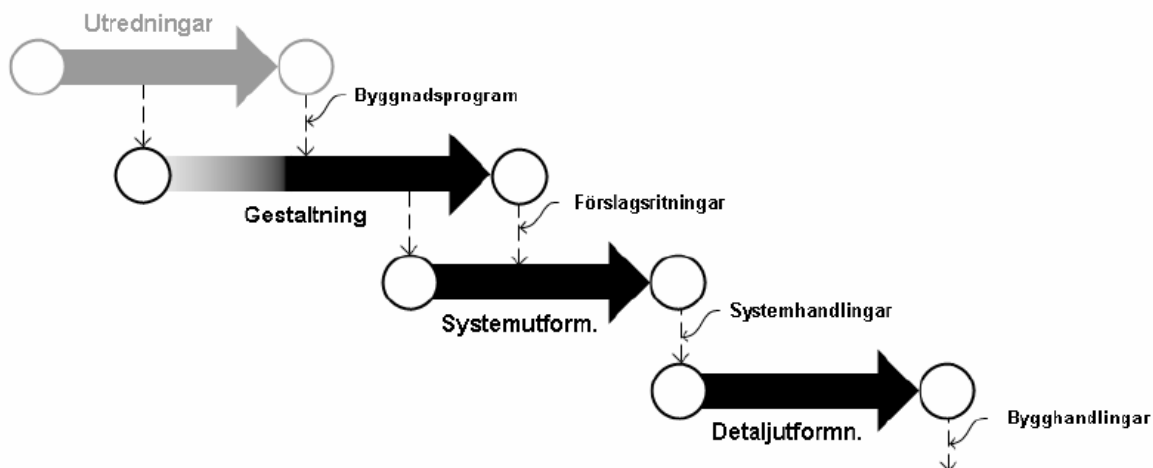 Utredningar
Byggnadsprogram
Gestaltning
Förslagsritningar
Systemutform.
Systemhandlingar
Detaljutformn.
Bygghandlingar